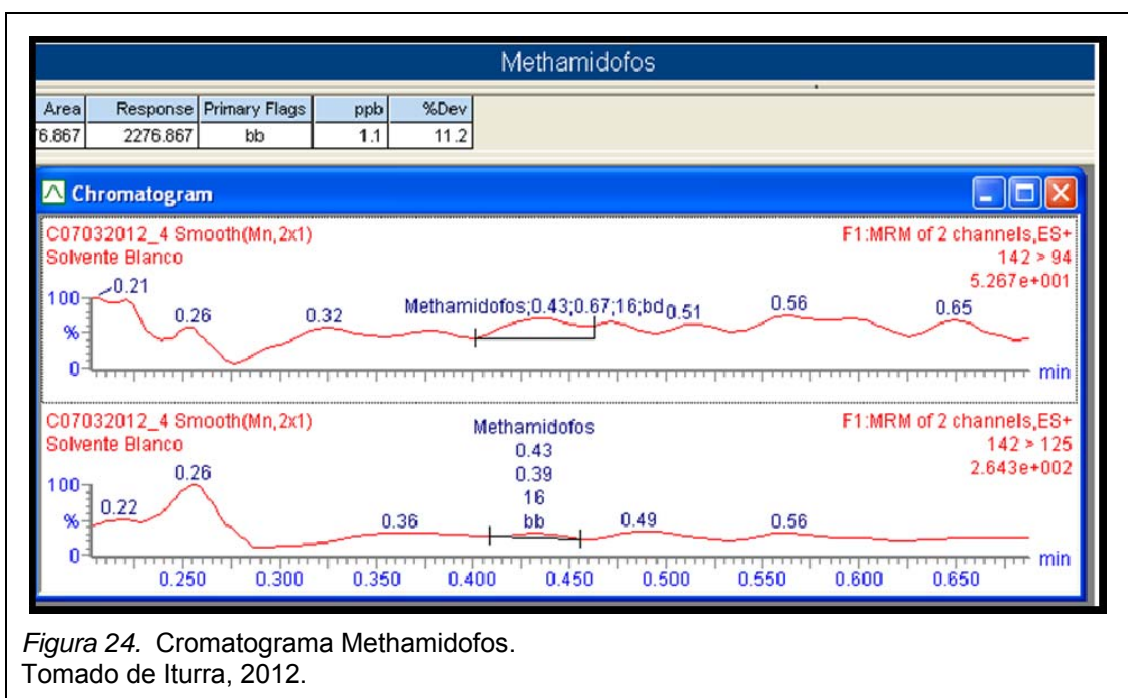 Methamidofos
Area Response Primary Flags ppb %Dev
6.867 2276.867 bb 1.1 11.2
Chromatogram
C07032012_4 Smooth(Mn,2x1) F1:MRM of 2 channels,ES+
Solvente Blanco 142 > 94
5.267e+001
0.21
100
0.26 0.32 Methamidofos;0.43;0.67;16;bd 0.51 0.56 0.65
%
0
min
C07032012_4 Smooth(Mn,2x1) F1:MRM of 2 channels,ES+
Solvente Blanco 142 > 125
2.643e+002
Methamidofos
0.43
0.39
16
bb
100
0.22 0.26 0.36 0.49 0.56
%
0
min
0.250 0.300 0.350 0.400 0.450 0.500 0.550 0.600 0.650
Figura 24. Cromatograma Methamidofos.
Tomado de Iturra, 2012.